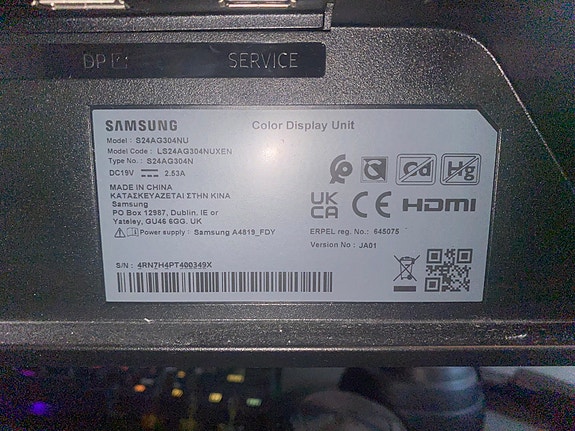 DP
SERVICE
SAMSUNG
Color Display Unit
Model : S24AG304NU
Model Code : LS24AG304NUXEN
Type No. : S24AG304N
DC19V 2.53A
MADE IN CHINA
ΚΑΤΑΣΚΕΥΑΖΕΤΑΙ ΣΤΗΝ ΚΙΝΑ
Samsung
PO Box 12987, Dublin, IE or
Yateley, GU46 6GG. UK
Power supply : Samsung A4819_FDY
S/N : 4RN7H4PT400349X
Cd
Hg
UK
CA
CE
HDMI
ERPEL reg. No.: 645075
Version No : JA01